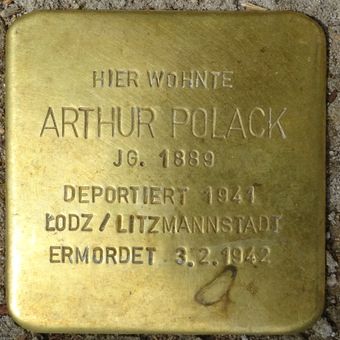 HIER WOHNTE
ARTHUR POLACK
JG. 1889
DEPORTIERT 1941
ŁODZ / LITZMANNSTADT
ERMORDET 3.2.1942